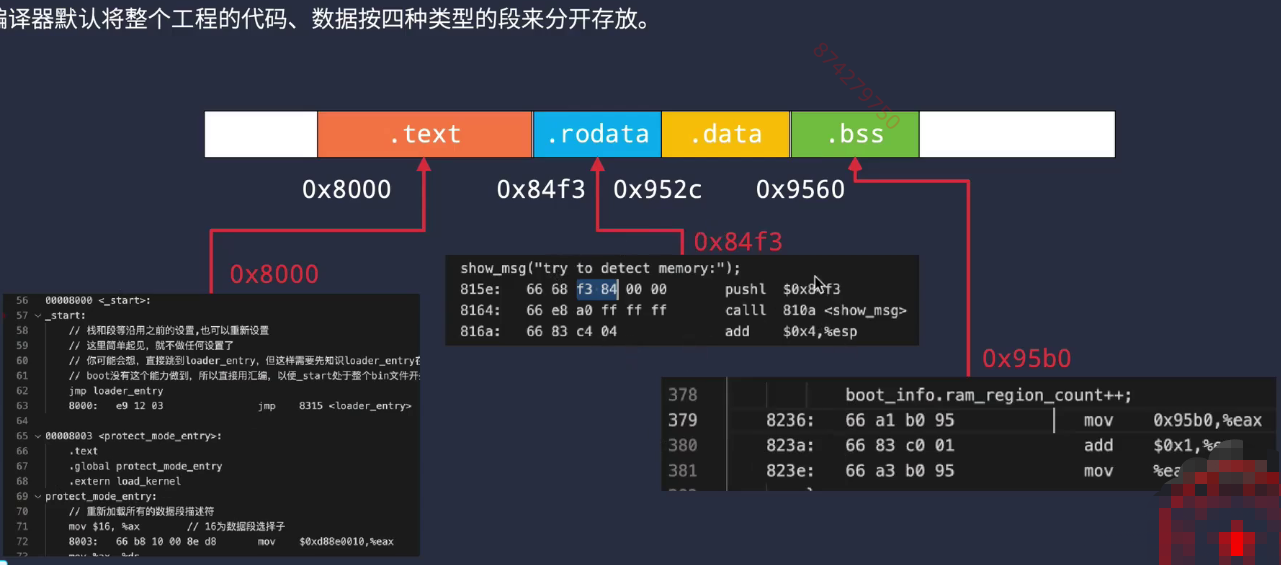 编译器默认将整个工程的代码、数据按四种类型的段来分开存放。
874279750
.text .rodata .data .bss
0x8000 0x84f3 0x952c 0x9560
0x8000
56 00008000 <_start>:
57 _start:
58 // 栈和段等沿用之前的设置,也可以重新设置
59 // 这里简单起见，就不做任何设置了
60 // 你可能会想，直接跳到loader_entry，但这样需要先知识loader_entry在
61 // boot没有这个能力做到，所以直接用汇编，以使_start处于整个bin文件开
62 jmp loader_entry
63 8000: e9 12 03 jmp 8315 <loader_entry>
64
65 00008003 <protect_mode_entry>:
66 .text
67 .global protect_mode_entry
68 .extern load_kernel
69 protect_mode_entry:
70 // 重新加载所有的数据段描述符
71 mov $16, %ax // 16为数据段选择子
72 8003: 66 b8 10 00 8e d8 mov $0xd88e0010,%eax
73 mov %ax, %ds
0x84f3
show_msg("try to detect memory:");
815e: 66 68 f3 84 00 00 pushl $0x84f3
8164: 66 e8 a0 ff ff ff calll 810a <show_msg>
816a: 66 83 c4 04 add $0x4,%esp
0x95b0
378 boot_info.ram_region_count++;
379 8236: 66 a1 b0 95 mov 0x95b0,%eax
380 823a: 66 83 c0 01 add $0x1,%e
381 823e: 66 a3 b0 95 mov %ea